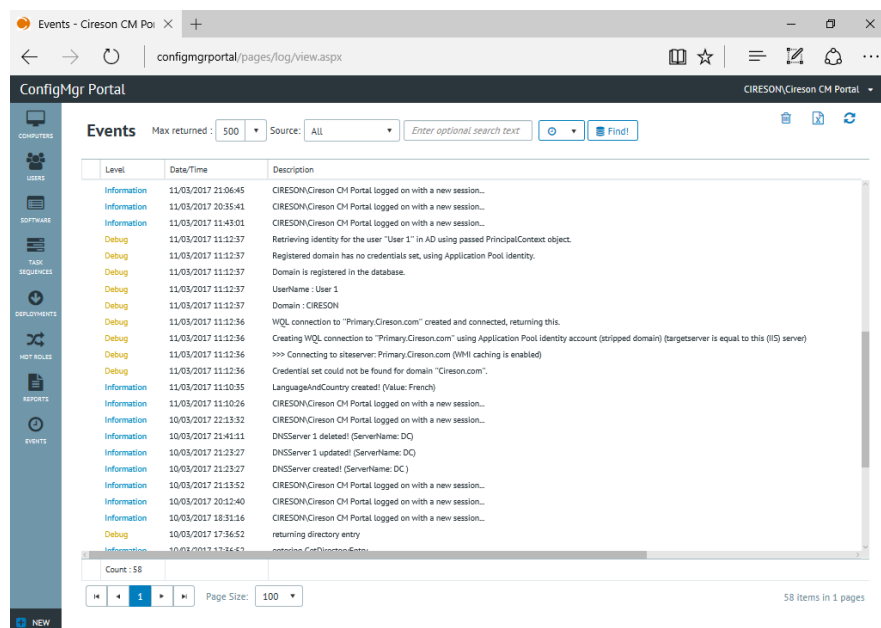 Events - Cireson CM Por
configmgrportal/pages/log/view.aspx
ConfigMgr Portal
CIRESON\Cireson CM Portal
COMPUTERS
USERS
SOFTWARE
TASK
SEQUENCES
DEPLOYMENTS
HOT ROLES
REPORTS
EVENTS
NEW
Events Max returned : 500 Source: All Enter optional search text Find!
Level Date/Time Description
Information 11/03/2017 21:06:45 CIRESON\Cireson CM Portal logged on with a new session...
Information 11/03/2017 20:35:41 CIRESON\Cireson CM Portal logged on with a new session...
Information 11/03/2017 11:43:01 CIRESON\Cireson CM Portal logged on with a new session...
Debug 11/03/2017 11:12:37 Retrieving identity for the user "User 1" in AD using passed PrincipalContext object.
Debug 11/03/2017 11:12:37 Registered domain has no credentials set, using Application Pool identity.
Debug 11/03/2017 11:12:37 Domain is registered in the database.
Debug 11/03/2017 11:12:37 UserName : User 1
Debug 11/03/2017 11:12:37 Domain : CIRESON
Debug 11/03/2017 11:12:36 WQL connection to "Primary.Cireson.com" created and connected, returning this.
Debug 11/03/2017 11:12:36 Creating WQL connection to "Primary.Cireson.com" using Application Pool identity account (stripped domain) (targetserver is equal to this (IIS) server)
Debug 11/03/2017 11:12:36 >>> Connecting to siteserver: Primary.Cireson.com (WMI caching is enabled)
Debug 11/03/2017 11:12:36 Credential set could not be found for domain "Cireson.com".
Information 11/03/2017 11:10:35 LanguageAndCountry created! (Value: French)
Information 11/03/2017 11:10:26 CIRESON\Cireson CM Portal logged on with a new session...
Information 10/03/2017 22:13:32 CIRESON\Cireson CM Portal logged on with a new session...
Information 10/03/2017 21:41:11 DNSServer 1 deleted! (ServerName: DC)
Information 10/03/2017 21:23:27 DNSServer 1 updated! (ServerName: DC)
Information 10/03/2017 21:23:27 DNSServer created! (ServerName: DC )
Information 10/03/2017 21:13:52 CIRESON\Cireson CM Portal logged on with a new session...
Information 10/03/2017 20:12:40 CIRESON\Cireson CM Portal logged on with a new session...
Information 10/03/2017 18:31:16 CIRESON\Cireson CM Portal logged on with a new session...
Debug 10/03/2017 17:36:52 returning directory entry
Information 10/03/2017 17:36:52 entering GetDirectoryEntry
Count : 58
1 Page Size: 100 58 items in 1 pages